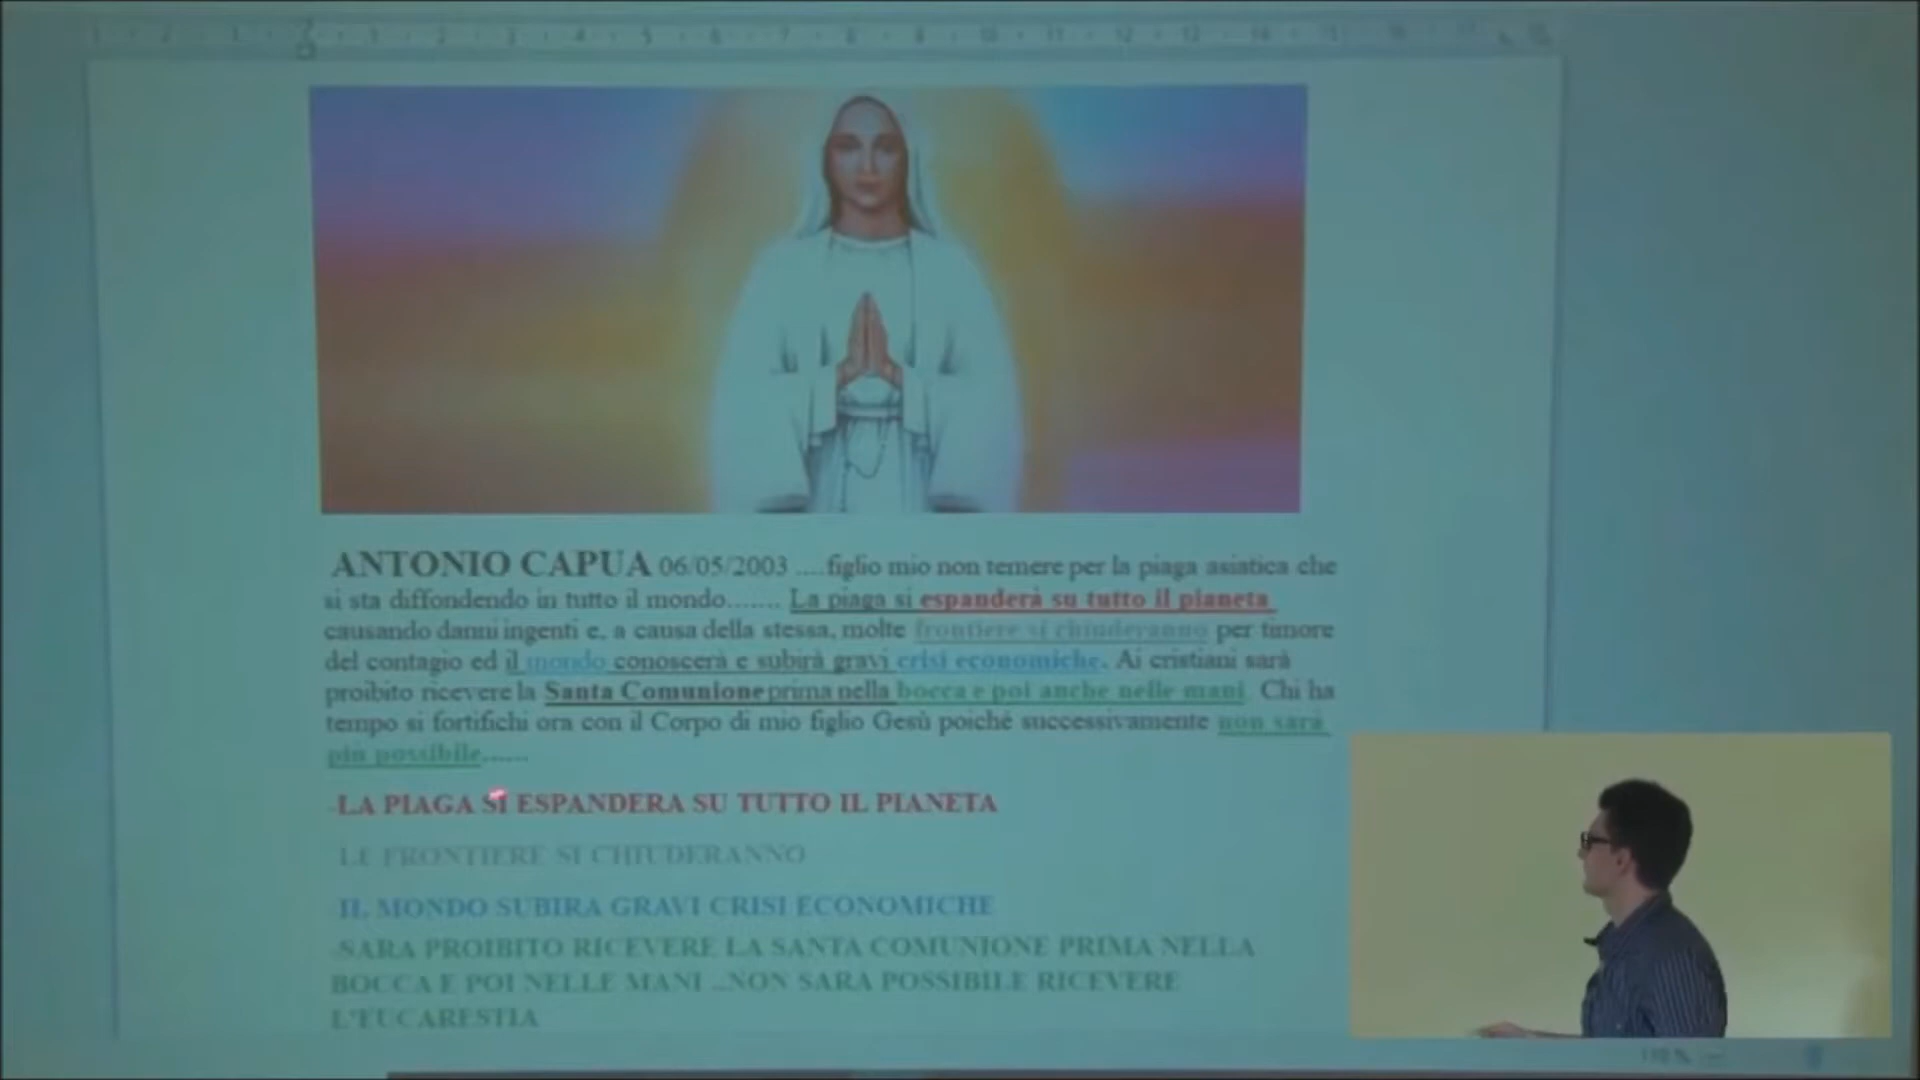 ANTONIO CAPUA 06/05/2003 ....figlio mio non temere per la piaga asiatica che
si sta diffondendo in tutto il mondo....... La piaga si espanderà su tutto il pianeta
causando danni ingenti e, a causa della stessa, molte frontiere si chiuderanno per timore
del contagio ed il mondo conoscerà e subirà gravi crisi economiche. Ai cristiani sarà
proibito ricevere la Santa Comunione prima nella bocca e poi anche nelle mani. Chi ha
tempo si fortifichi ora con il Corpo di mio figlio Gesù poiché successivamente non sarà
più possibile......
-LA PIAGA SI ESPANDERA SU TUTTO IL PIANETA
LE FRONTIERE SI CHIUDERANNO
-IL MONDO SUBIRA GRAVI CRISI ECONOMICHE
-SARA PROIBITO RICEVERE LA SANTA COMUNIONE PRIMA NELLA
BOCCA E POI NELLE MANI ..NON SARA POSSIBILE RICEVERE
L'EUCARESTIA